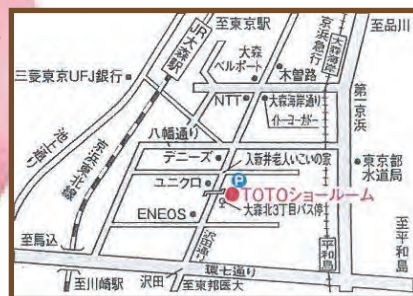 至東京駅
至品川
JR大森駅
大森
ベルポート
木曽路
京浜急行
大森海岸
三菱東京UFJ銀行
NTT
大森海岸通り
イトーヨーカドー
第一京浜
池上通り
京浜東北線
八幡通り
デニーズ
入新井老人いこいの家
東京都
水道局
ユニクロ
P
TOTOショールーム
大森北3丁目バス停
ENEOS
至馬込
沢田通り
平和島
至平和島
環七通り
至川崎駅
沢田
至東邦医大